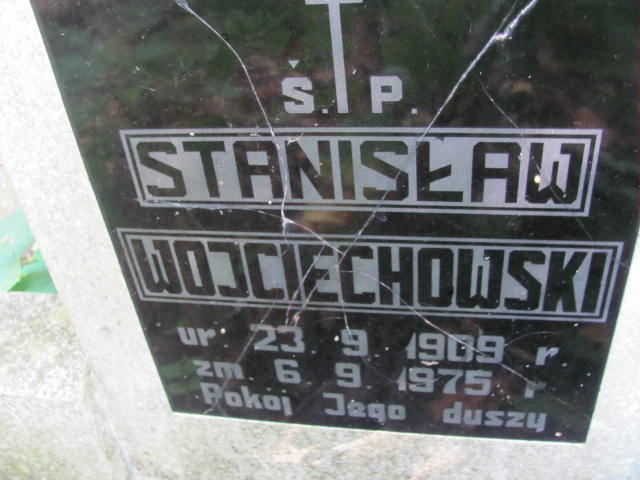 Ś. P.
STANISŁAW
WOJCIECHOWSKI
ur 23 9 1909 r.
zm 6 9 1975 r
Pokoj Jego duszy